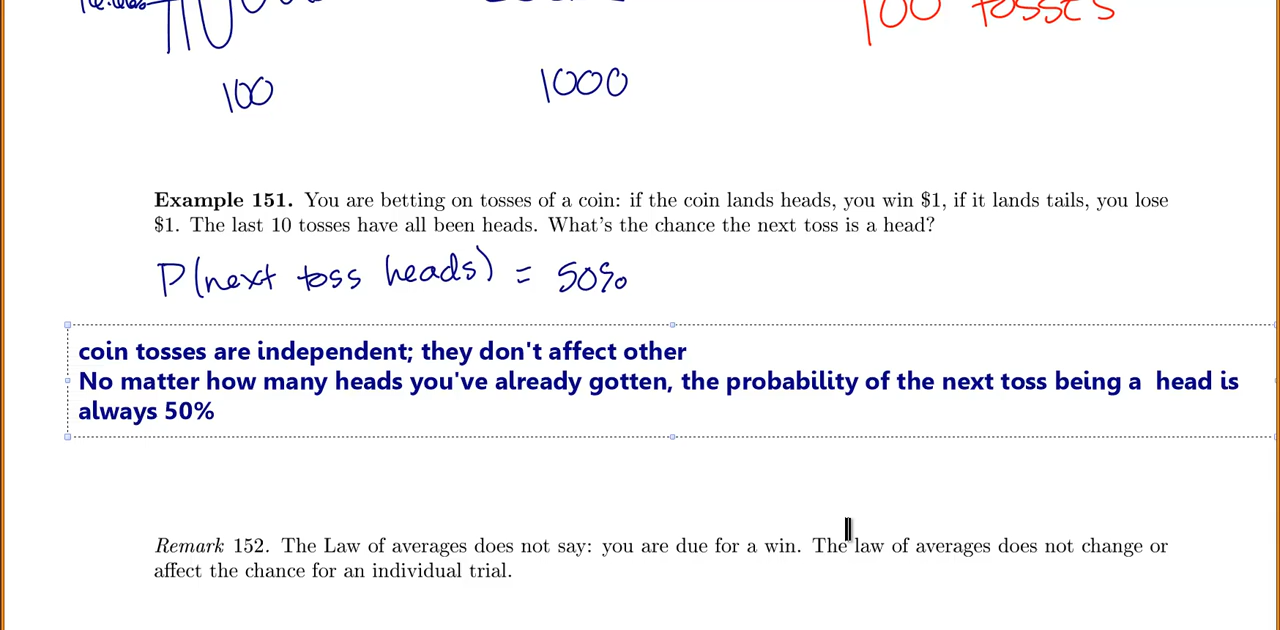 100 tosses
100
1000
Example 151. You are betting on tosses of a coin: if the coin lands heads, you win $1, if it lands tails, you lose
$1. The last 10 tosses have all been heads. What's the chance the next toss is a head?
P(next toss heads) = 50%
coin tosses are independent; they don't affect other
No matter how many heads you've already gotten, the probability of the next toss being a  head is
always 50%
Remark 152. The Law of averages does not say: you are due for a win. The law of averages does not change or
affect the chance for an individual trial.